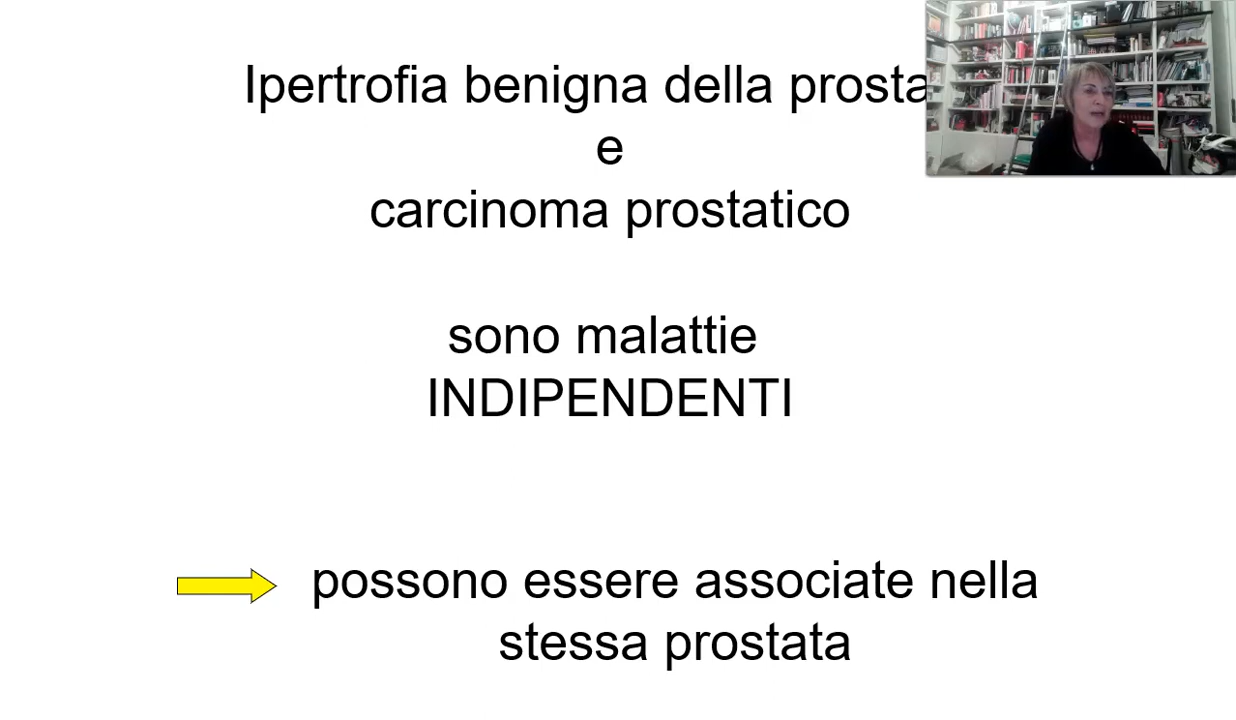 Ipertrofia benigna della prosta
e
carcinoma prostatico
sono malattie
INDIPENDENTI
possono essere associate nella
stessa prostata